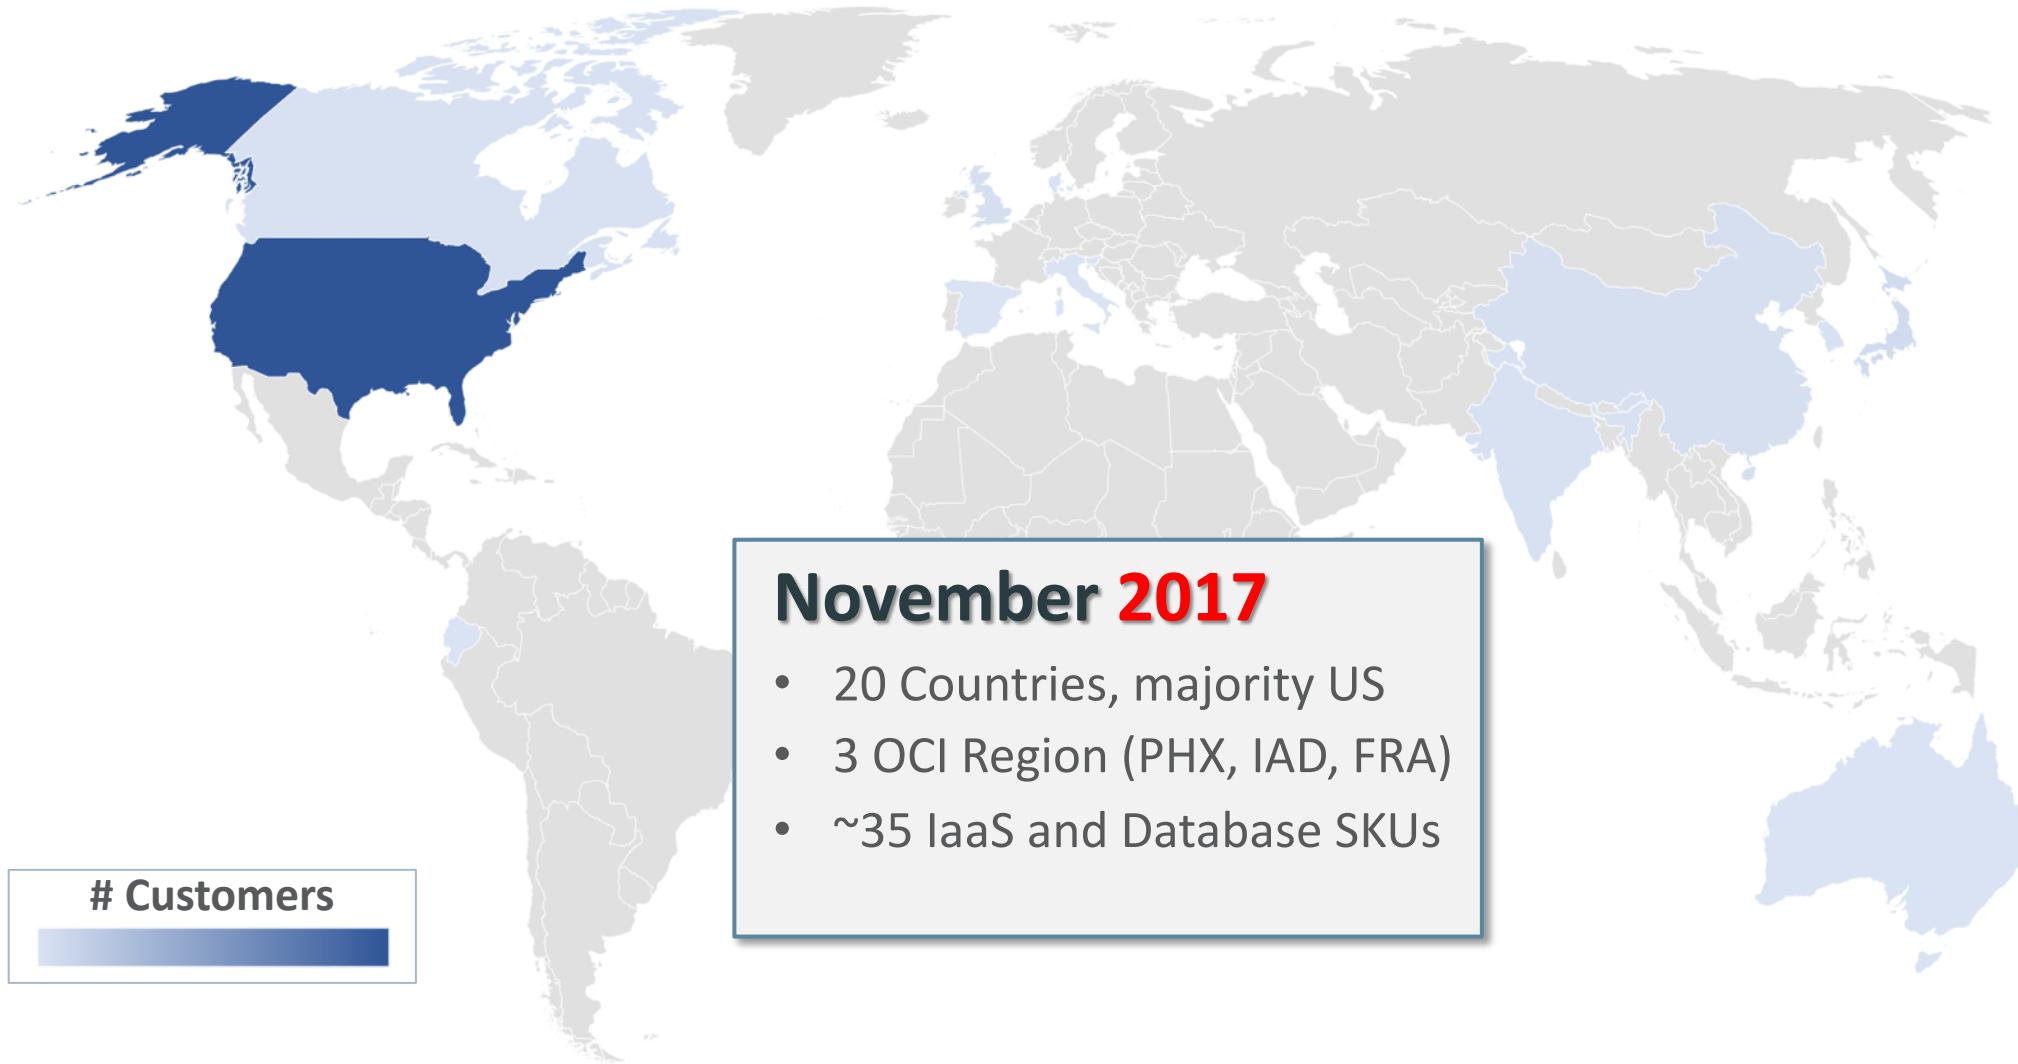 November 2017
• 20 Countries, majority US
• 3 OCI Region (PHX, IAD, FRA)
• ~35 IaaS and Database SKUs
# Customers